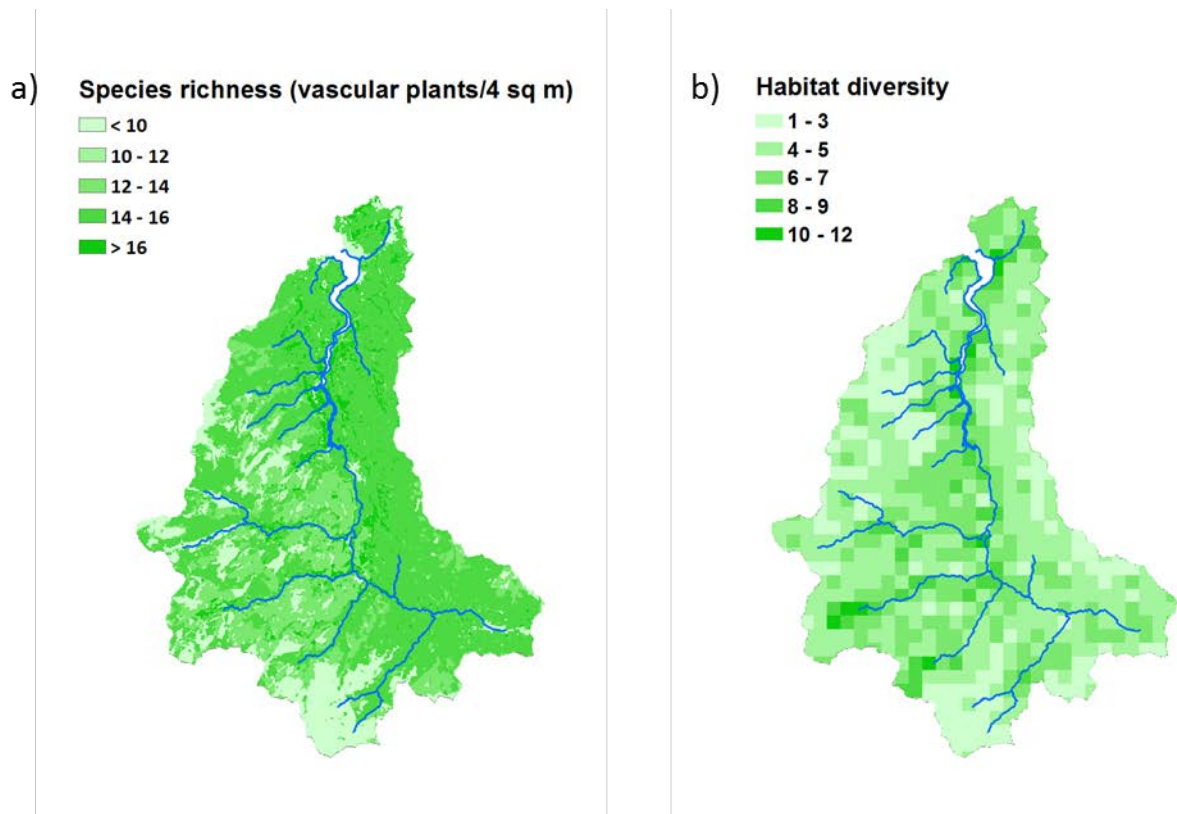 a)
Species richness (vascular plants/4 sq m)
< 10
10 - 12
12 - 14
14 - 16
> 16
b)
Habitat diversity
1 - 3
4 - 5
6 - 7
8 - 9
10 - 12